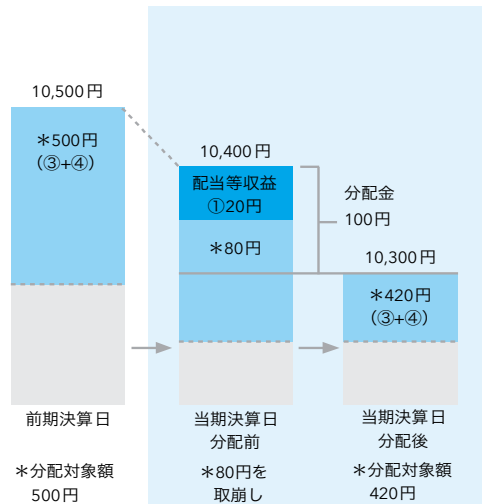 10,500円
＊500円
（③+④）
前期決算日
＊分配対象額
500円
10,400円
配当等収益
①20円
＊80円
当期決算日
分配前
＊80円を
取崩し
分配金
100円
10,300円
＊420円
（③+④）
当期決算日
分配後
＊分配対象額
420円